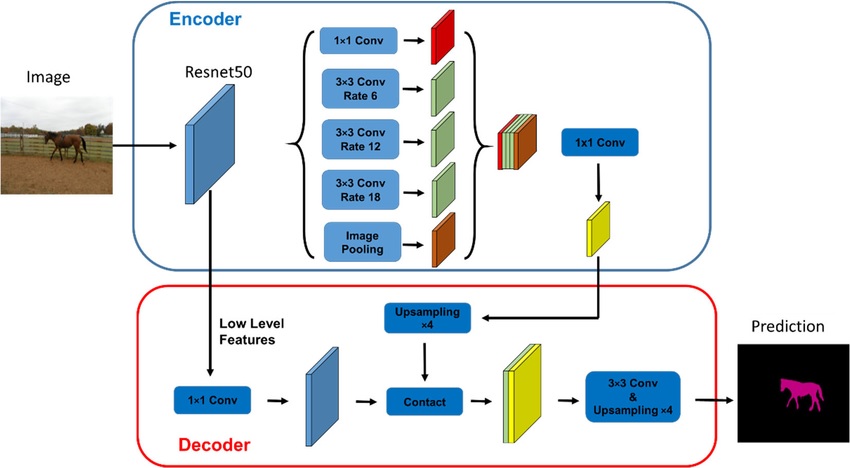 Encoder
Image
Resnet50
1×1 Conv
3×3 Conv
Rate 6
3×3 Conv
Rate 12
3×3 Conv
Rate 18
Image
Pooling
1x1 Conv
Low Level
Features
Upsampling
×4
Prediction
1×1 Conv
Contact
3×3 Conv
&
Upsampling ×4
Decoder